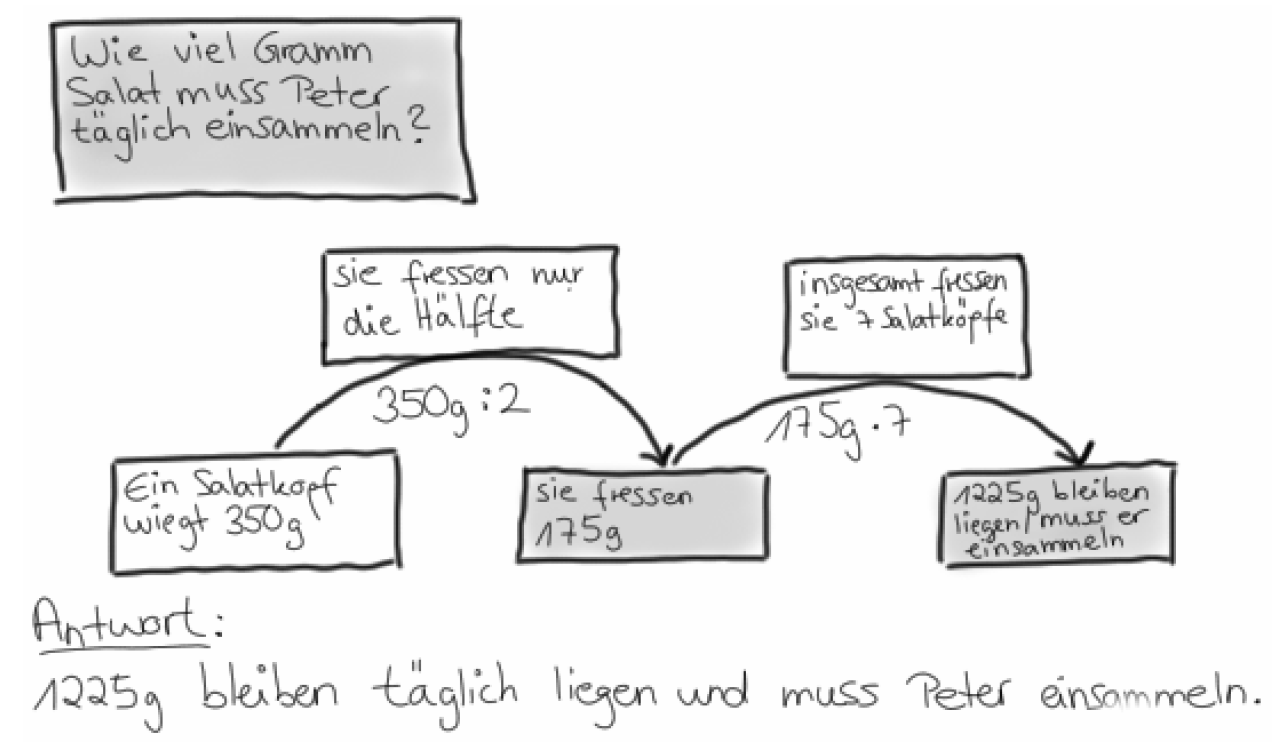 Wie viel Gramm
Salat muss Peter
täglich einsammeln?
sie fressen nur
die Hälfte
insgesamt fressen
sie 7 Salatköpfe
350g : 2
175g · 7
Ein Salatkopf
wiegt 350g
sie fressen
175g
1225g bleiben
liegen/muss er
einsammeln
Antwort:
1225g bleiben täglich liegen und muss Peter einsammeln.